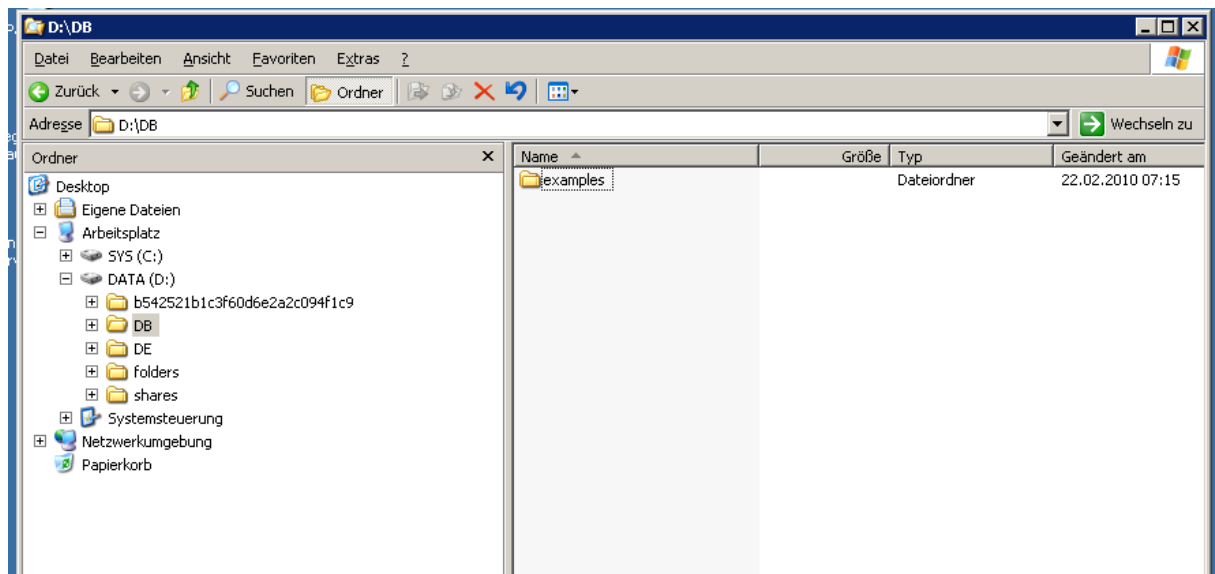 D:\DB
Datei Bearbeiten Ansicht Favoriten Extras ?
Zurück Suchen Ordner
Adresse D:\DB Wechseln zu
Ordner
Name Größe Typ Geändert am
examples Dateiordner 22.02.2010 07:15
Desktop
Eigene Dateien
Arbeitsplatz
SYS (C:)
DATA (D:)
b542521b1c3f60d6e2a2c094f1c9
DB
DE
folders
shares
Systemsteuerung
Netzwerkumgebung
Papierkorb